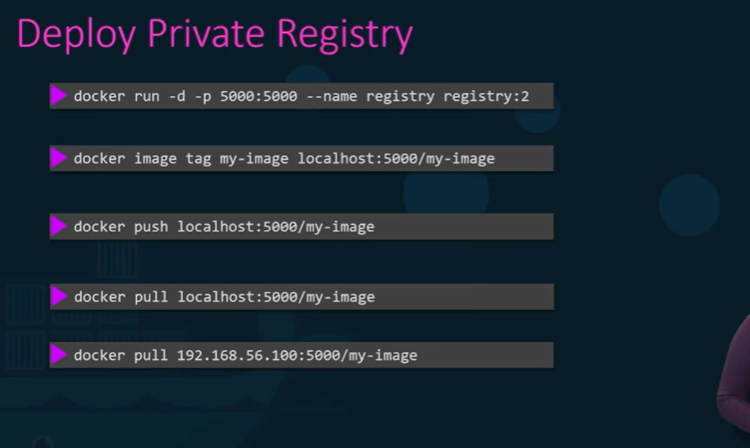 Deploy Private Registry
docker run -d -p 5000:5000 --name registry registry:2
docker image tag my-image localhost:5000/my-image
docker push localhost:5000/my-image
docker pull localhost:5000/my-image
docker pull 192.168.56.100:5000/my-image